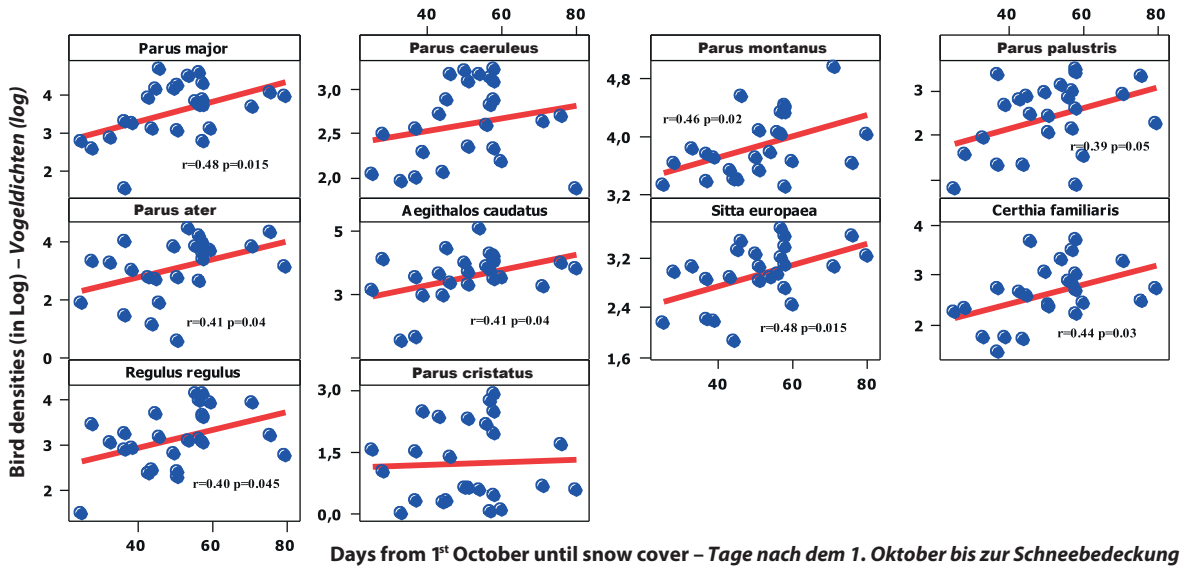 40 60 80
40 60 80
Parus major
Parus caeruleus
Parus montanus
Parus palustris
4
3
2
r=0.48 p=0.015
3,0
2,5
2,0
4,8
4,0
3,2
r=0.46 p=0.02
3
2
r=0.39 p=0.05
Parus ater
Aegithalos caudatus
Sitta europaea
Certhia familiaris
4
2
0
r=0.41 p=0.04
5
3
r=0.41 p=0.04
3,2
2,4
1,6
r=0.48 p=0.015
4
3
2
r=0.44 p=0.03
40 60 80
Regulus regulus
Parus cristatus
4
3
2
r=0.40 p=0.045
3,0
1,5
0,0
40 60 80
Bird densities (in Log) – Vogeldichten (log)
Days from 1st October until snow cover – Tage nach dem 1. Oktober bis zur Schneebedeckung